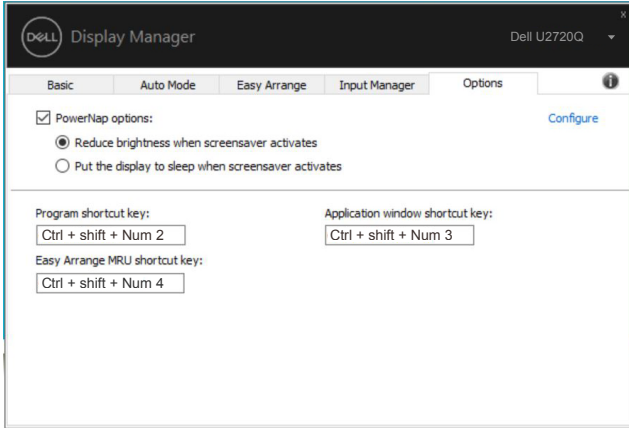 x
DELL Display Manager
Dell U2720Q
Basic Auto Mode Easy Arrange Input Manager Options
PowerNap options:
Configure
Reduce brightness when screensaver activates
Put the display to sleep when screensaver activates
Program shortcut key:
Application window shortcut key:
Ctrl + shift + Num 2
Ctrl + shift + Num 3
Easy Arrange MRU shortcut key:
Ctrl + shift + Num 4